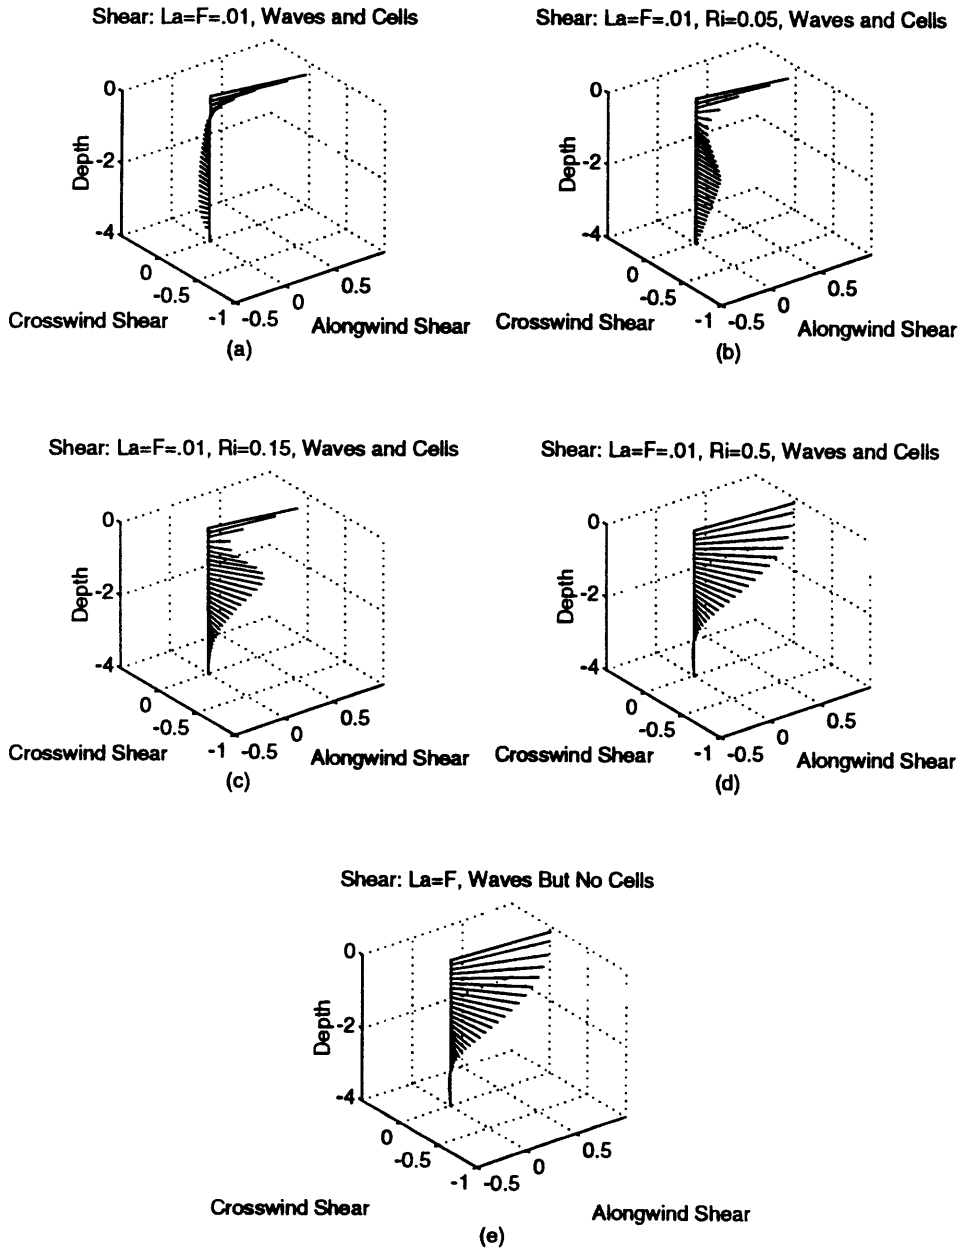 Shear: La=F=.01, Waves and Cells
Shear: La=F=.01, Ri=0.05, Waves and Cells
0
-2
-4
Depth
0
-0.5
-1
-0.5
0
0.5
Crosswind Shear
Alongwind Shear
(a)
0
-2
-4
Depth
0
-0.5
-1
-0.5
0
0.5
Crosswind Shear
Alongwind Shear
(b)
Shear: La=F=.01, Ri=0.15, Waves and Cells
Shear: La=F=.01, Ri=0.5, Waves and Cells
0
-2
-4
Depth
0
-0.5
-1
-0.5
0
0.5
Crosswind Shear
Alongwind Shear
(c)
0
-2
-4
Depth
0
-0.5
-1
-0.5
0
0.5
Crosswind Shear
Alongwind Shear
(d)
Shear: La=F, Waves But No Cells
0
-2
-4
Depth
0
-0.5
-1
-0.5
0
0.5
Crosswind Shear
Alongwind Shear
(e)